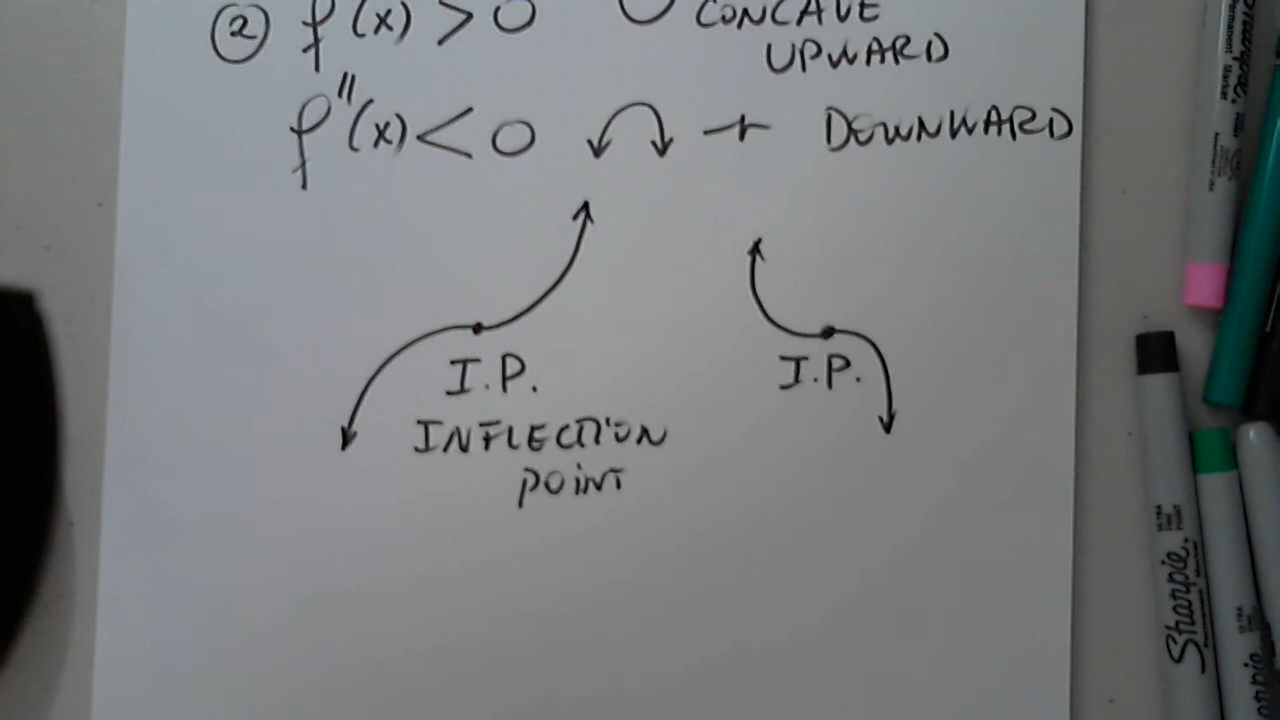 ② f(x) > 0 ∪ CONCAVE
UPWARD
f"(x) < 0 ⌒ ⟶ DOWNWARD
I.P.
INFLECTION
POINT
I.P.
Sharpie.